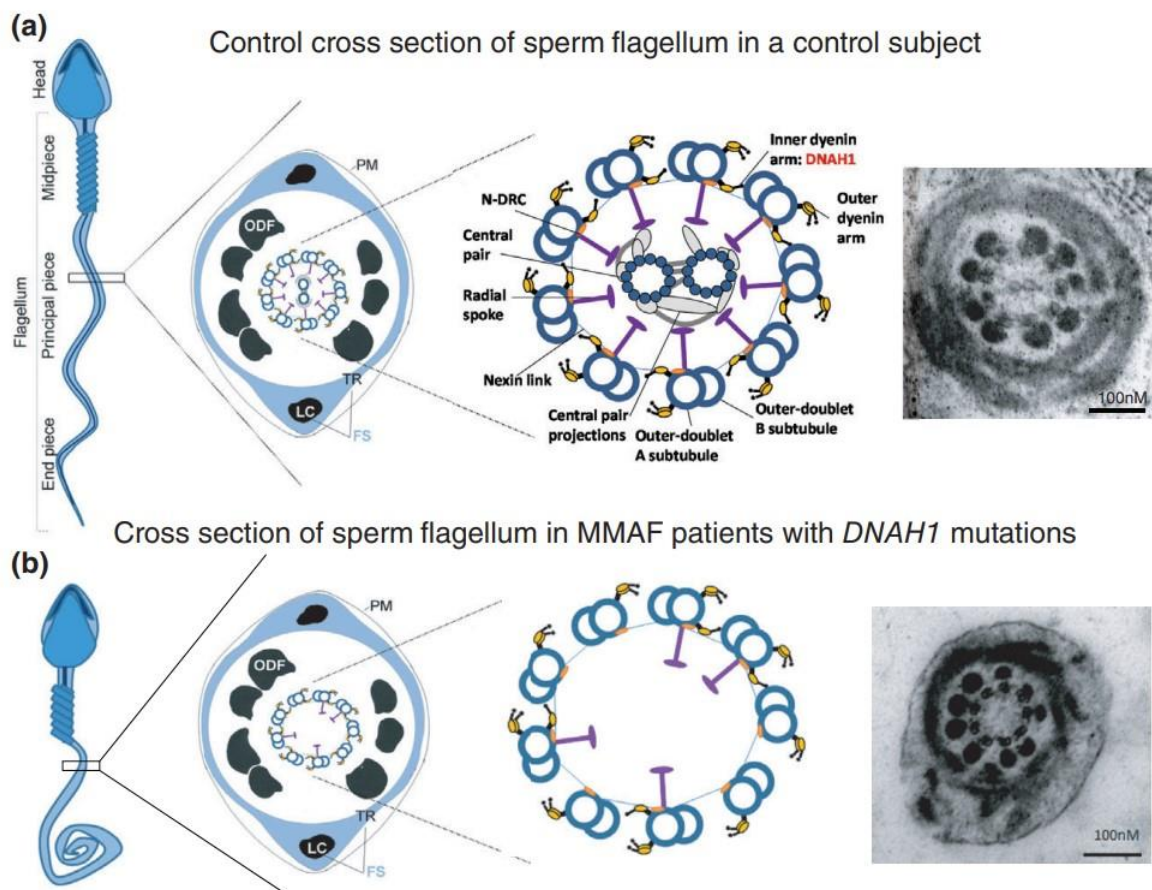 (a)
Control cross section of sperm flagellum in a control subject
Head
Flagellum
Midpiece
Principal piece
End piece
PM
ODF
TR
LC
FS
N-DRC
Central
pair
Radial
spoke
Nexin link
Central pair
projections
Outer-doublet
A subtubule
Outer-doublet
B subtubule
Inner dyenin
arm: DNAH1
Outer
dyenin
arm
100nM
Cross section of sperm flagellum in MMAF patients with DNAH1 mutations
(b)
PM
ODF
TR
LC
FS
100nM